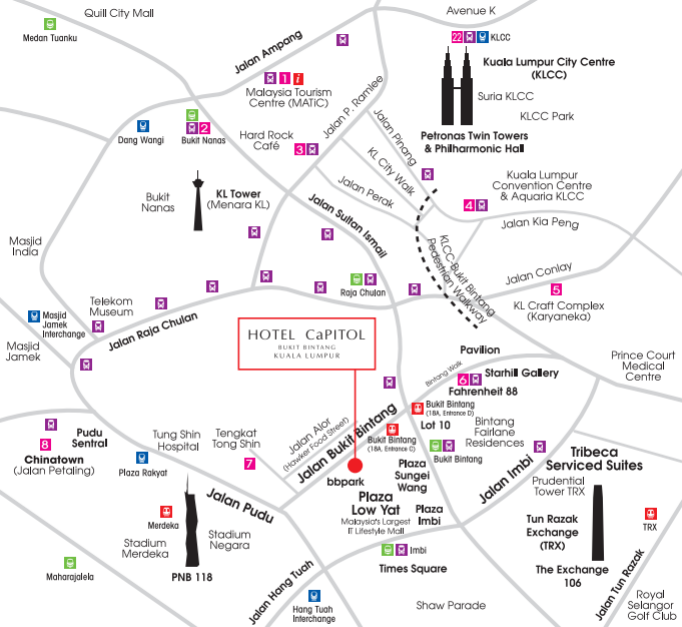 Quill City Mall
Medan Tuanku
Avenue K
22
KLCC
Jalan Ampang
Kuala Lumpur City Centre
(KLCC)
Suria KLCC
KLCC Park
Petronas Twin Towers
& Philharmonic Hall
1
i
Malaysia Tourism
Centre (MATiC)
Jalan P. Ramlee
Dang Wangi
2
Bukit Nanas
Hard Rock
Café
3
Jalan Pinang
KL City Walk
Jalan Perak
Kuala Lumpur
Convention Centre
& Aquaria KLCC
4
Jalan Kia Peng
Bukit
Nanas
KL Tower
(Menara KL)
Jalan Sultan Ismail
KLCC-Bukit Bintang
Pedestrian Walkway
Masjid
India
Raja Chulan
Jalan Conlay
5
KL Craft Complex
(Karyaneka)
Telekom
Museum
Masjid
Jamek
Interchange
Masjid
Jamek
Jalan Raja Chulan
HOTEL CaPITOL
BUKIT BINTANG
KUALA LUMPUR
Pavilion
Bintang Walk
6
Starhill Gallery
Fahrenheit 88
Prince Court
Medical
Centre
Bukit Bintang
(18A, Entrance D)
Lot 10
Bukit Bintang
(18A, Entrance C)
Bintang
Fairlane
Residences
Bukit Bintang
Jalan Alor
(Hawker Food Street)
Jalan Bukit Bintang
8
Pudu
Sentral
Chinatown
(Jalan Petaling)
Tung Shin
Hospital
Tengkat
Tong Shin
7
Plaza Rakyat
bbpark
Plaza
Sungei
Wang
Jalan Imbi
Tribeca
Serviced Suites
Prudential
Tower TRX
Plaza
Low Yat
Malaysia's Largest
IT Lifestyle Mall
Plaza
Imbi
Tun Razak
Exchange
(TRX)
TRX
Jalan Pudu
Merdeka
Stadium
Merdeka
Stadium
Negara
PNB 118
Maharajalela
Imbi
Times Square
The Exchange
106
Jalan Hang Tuah
Hang Tuah
Interchange
Shaw Parade
Jalan Tun Razak
Royal
Selangor
Golf Club